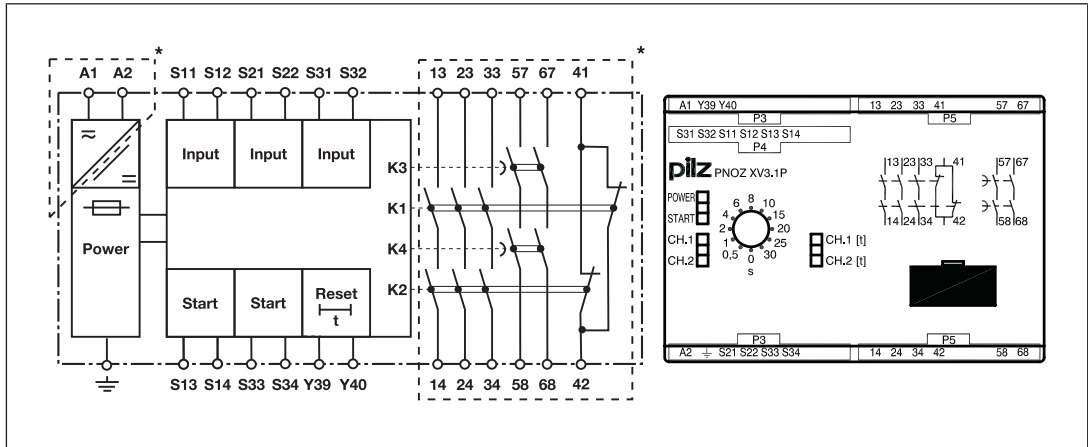 * *
A1 A2 S11 S12 S21 S22 S31 S32 13 23 33 57 67 41
Input Input Input
Power
Start Start Reset
t
K3
K1
K4
K2
S13 S14 S33 S34 Y39 Y40 14 24 34 58 68 42
A1 Y39 Y40 13 23 33 41 57 67
P3 P5
S31 S32 S11 S12 S13 S14
P4
pilz PNOZ XV3.1P
13 23 33 41 57 67
14 24 34 42 58 68
POWER
START
CH.1
CH.2
0,5 1 2 4 6 8 10 15 20 25 30
0
s
CH.1 [t]
CH.2 [t]
P3 P5
A2 S21 S22 S33 S34 14 24 34 42 58 68